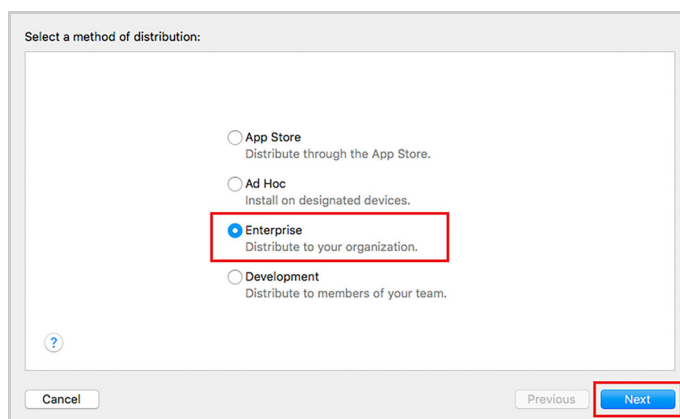 Select a method of distribution:
App Store
Distribute through the App Store.
Ad Hoc
Install on designated devices.
Enterprise
Distribute to your organization.
Development
Distribute to members of your team.
?
Cancel
Previous
Next